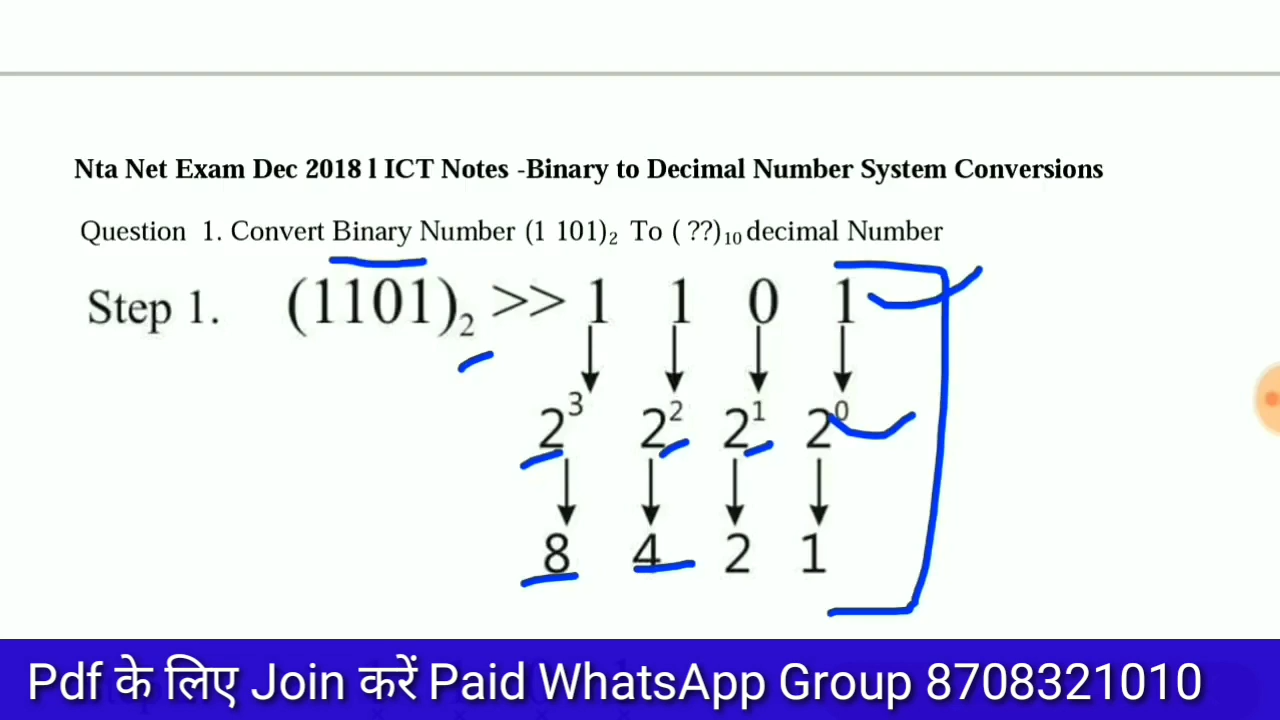 Nta Net Exam Dec 2018 l ICT Notes -Binary to Decimal Number System Conversions
Question 1. Convert Binary Number (1 101)₂ To ( ??)₁₀ decimal Number
Step 1. (1101)₂ >> 1 1 0 1
2³ 2² 2¹ 2⁰
8 4 2 1
Pdf के लिए Join करें Paid WhatsApp Group 8708321010